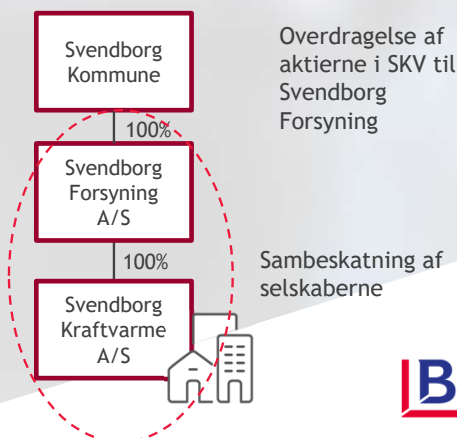 Svendborg
Kommune
Overdragelse af
aktierne i SKV til
Svendborg
Forsyning
100%
Svendborg
Forsyning
A/S
100%
Sambeskatning af
selskaberne
Svendborg
Kraftvarme
A/S
B